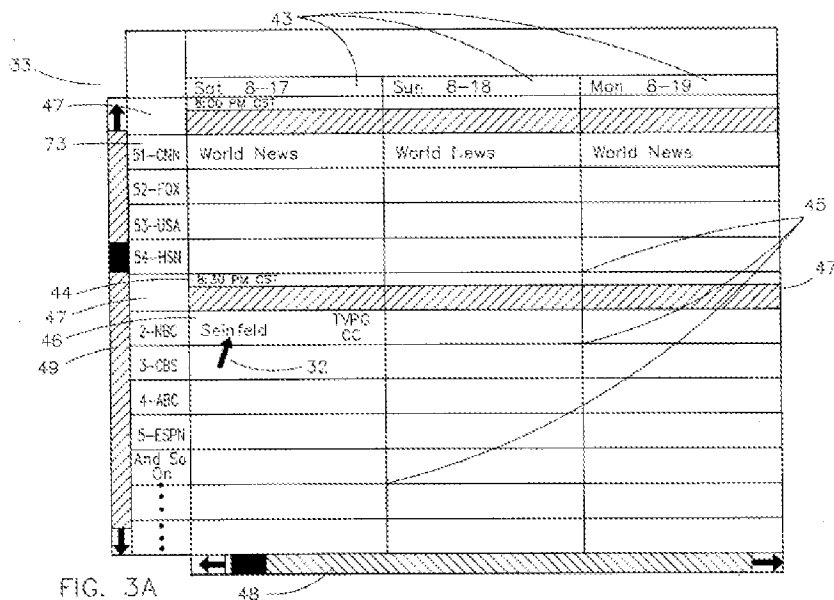 43
33
Sat 8-17 Sun 8-18 Mon 8-19
47
8:00 PM CST
73
51-CNN World News World News World News
52-FOX
53-USA
45
54-HSN
44 8:30 PM CST
47 47
46 2-NBC Seinfeld TVPG
CC
49 3-CBS 32
4-ABC
5-ESPN
And So
On
FIG. 3A 48